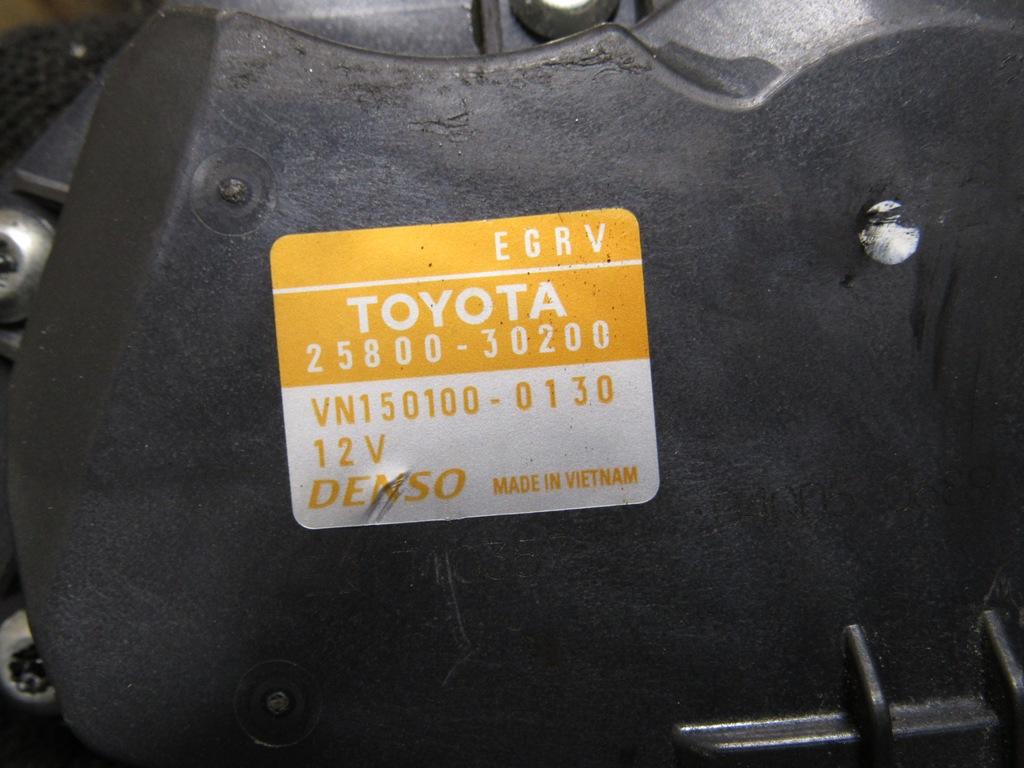 EGRV
TOYOTA
25800-30200
VN150100-0130
12V
DENSO MADE IN VIETNAM